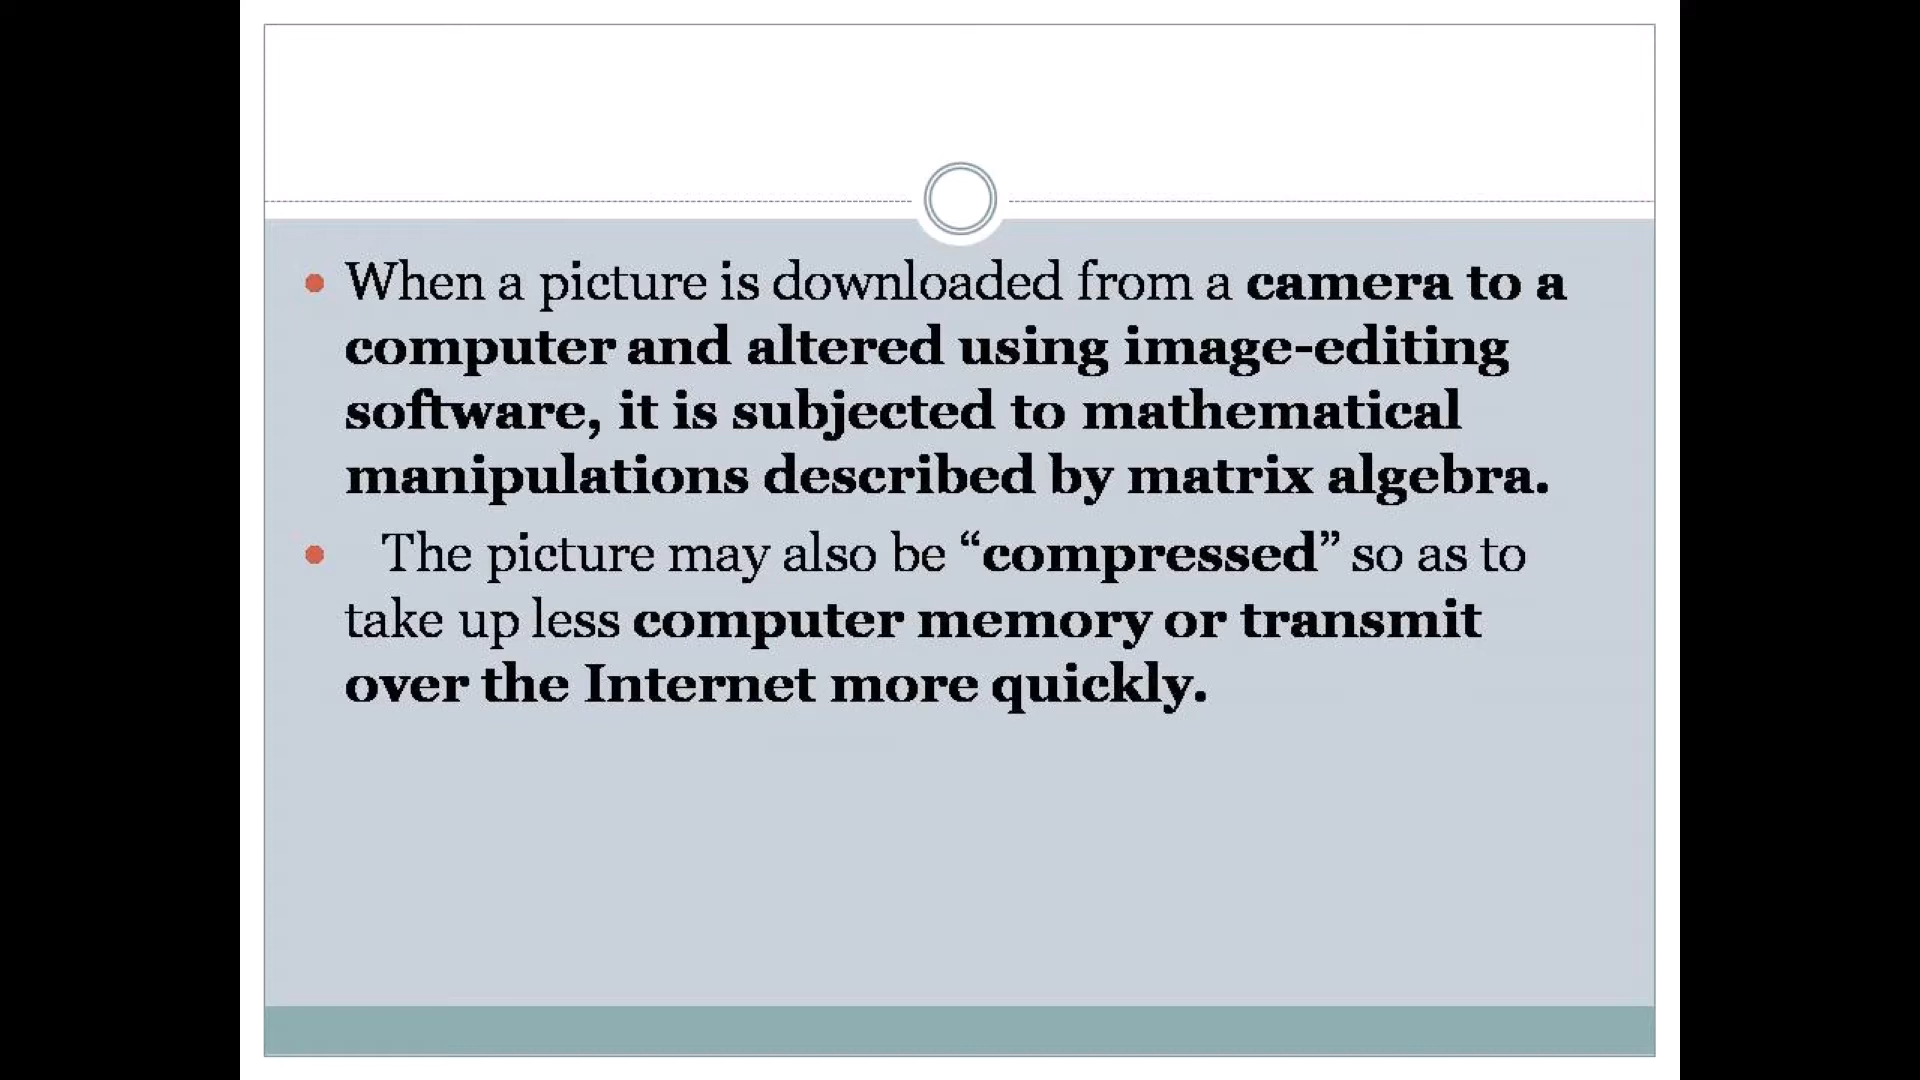 • When a picture is downloaded from a camera to a
computer and altered using image-editing
software, it is subjected to mathematical
manipulations described by matrix algebra.
• The picture may also be “compressed” so as to
take up less computer memory or transmit
over the Internet more quickly.